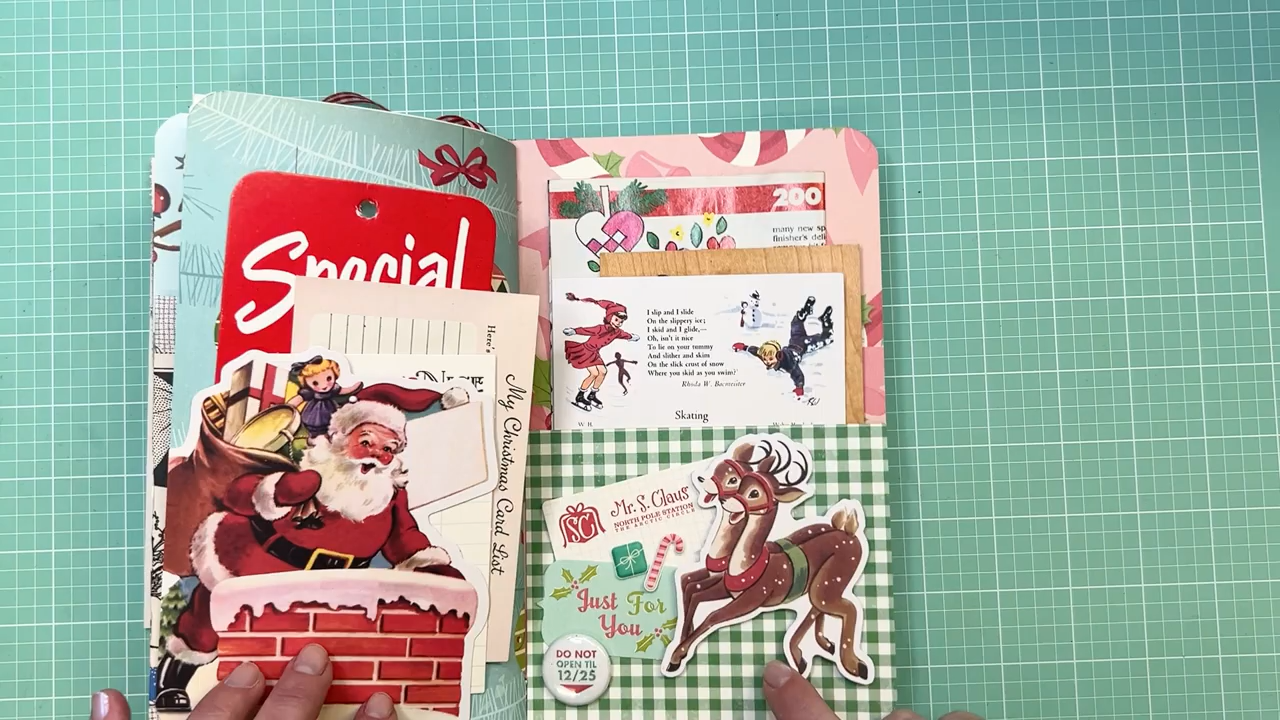 Special
Here's
My Christmas Card List
200
many new sp
finisher's deli
I slip and I slide
On the slippery ice;
I skid and I glide,—
Oh, isn't it nice
To lie on your tummy
And slither and skim
On the slick crust of snow
Where you skid as you swim?
Rhoda W. Bacmeister
Skating
Mr. S. Claus
NORTH POLE STATION
THE ARCTIC CIRCLE
SC
Just For
You
DO NOT
OPEN TIL
12/25